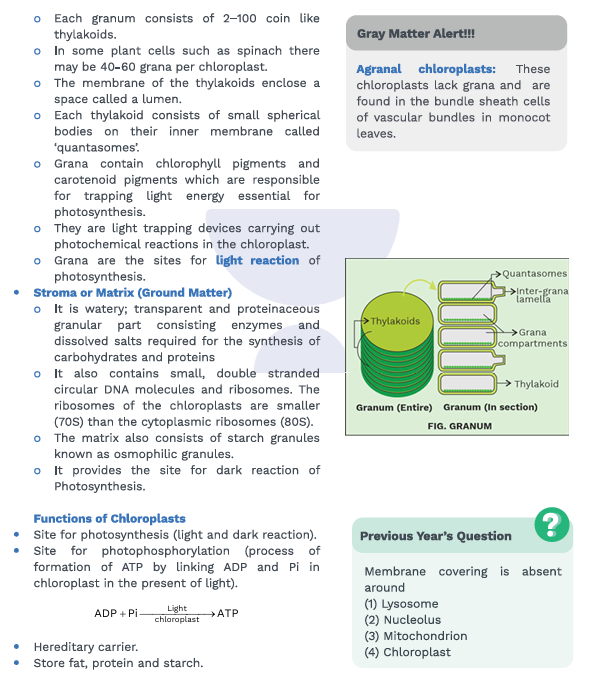 o Each granum consists of 2–100 coin like
thylakoids.
o In some plant cells such as spinach there
may be 40-60 grana per chloroplast.
o The membrane of the thylakoids enclose a
space called a lumen.
o Each thylakoid consists of small spherical
bodies on their inner membrane called
‘quantasomes’.
o Grana contain chlorophyll pigments and
carotenoid pigments which are responsible
for trapping light energy essential for
photosynthesis.
o They are light trapping devices carrying out
photochemical reactions in the chloroplast.
o Grana are the sites for light reaction of
photosynthesis.
• Stroma or Matrix (Ground Matter)
o It is watery; transparent and proteinaceous
granular part consisting enzymes and
dissolved salts required for the synthesis of
carbohydrates and proteins
o It also contains small, double stranded
circular DNA molecules and ribosomes. The
ribosomes of the chloroplasts are smaller
(70S) than the cytoplasmic ribosomes (80S).
o The matrix also consists of starch granules
known as osmophilic granules.
o It provides the site for dark reaction of
Photosynthesis.
Functions of Chloroplasts
• Site for photosynthesis (light and dark reaction).
• Site for photophosphorylation (process of
formation of ATP by linking ADP and Pi in
chloroplast in the present of light).
ADP + Pi Light → ATP
chloroplast
• Hereditary carrier.
• Store fat, protein and starch.
Gray Matter Alert!!!
Agranal chloroplasts: These
chloroplasts lack grana and are
found in the bundle sheath cells
of vascular bundles in monocot
leaves.
Quantasomes
Inter-grana
lamella
Thylakoids
Grana
compartments
Thylakoid
Granum (Entire) Granum (In section)
FIG. GRANUM
Previous Year’s Question
?
Membrane covering is absent
around
(1) Lysosome
(2) Nucleolus
(3) Mitochondrion
(4) Chloroplast